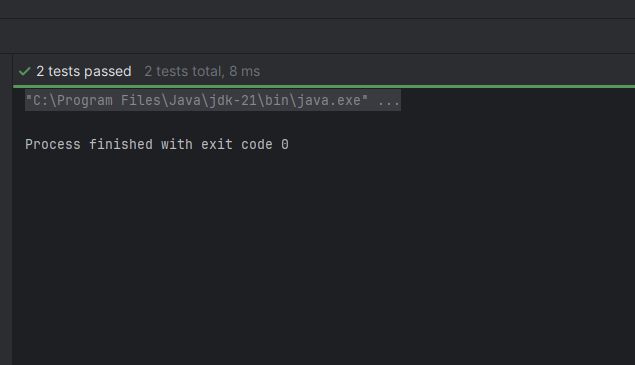 2 tests passed 2 tests total, 8 ms
"C:\Program Files\Java\jdk-21\bin\java.exe" ...
Process finished with exit code 0